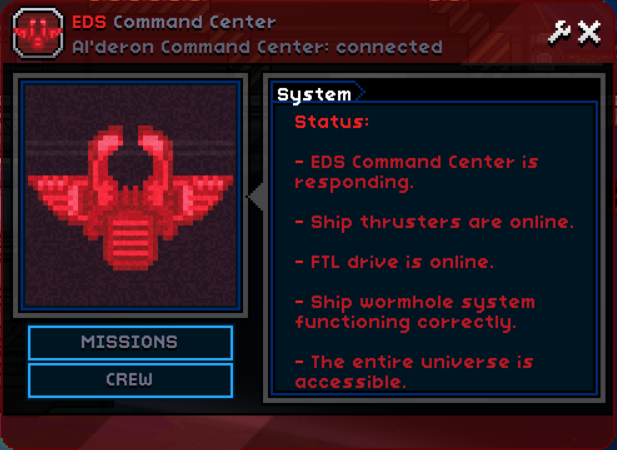 EDS Command Center
Al'deron Command Center: connected
System
Status:
- EDS Command Center is
responding.
- Ship thrusters are online.
- FTL drive is online.
- Ship wormhole system
functioning correctly.
- The entire universe is
accessible.
MISSIONS
CREW